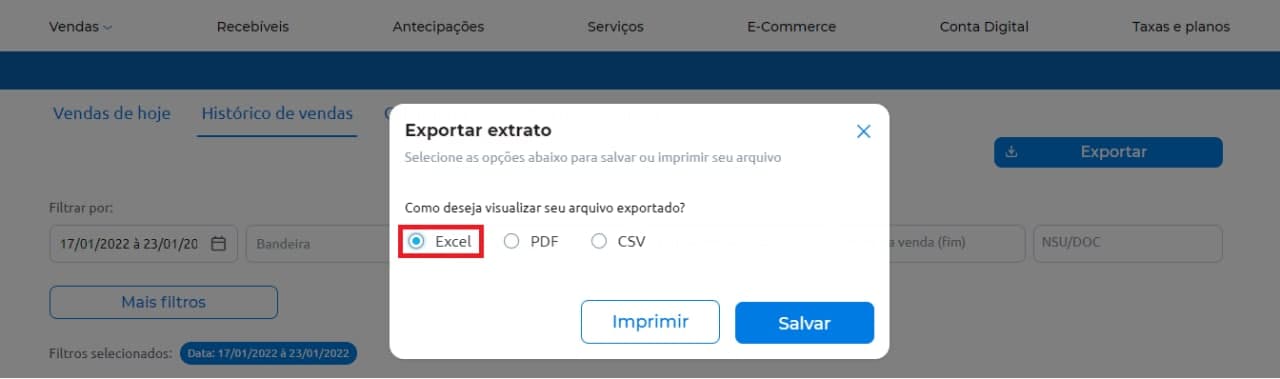 Vendas Recebíveis Antecipações Serviços E-Commerce Conta Digital Taxas e planos
Vendas de hoje Histórico de vendas
Exportar extrato
Selecione as opções abaixo para salvar ou imprimir seu arquivo
Exportar
Como deseja visualizar seu arquivo exportado?
Filtrar por:
17/01/2022 à 23/01/20 Bandeira a venda (fim) NSU/DOC
Excel PDF CSV
Mais filtros
Imprimir Salvar
Filtros selecionados: Data: 17/01/2022 à 23/01/2022